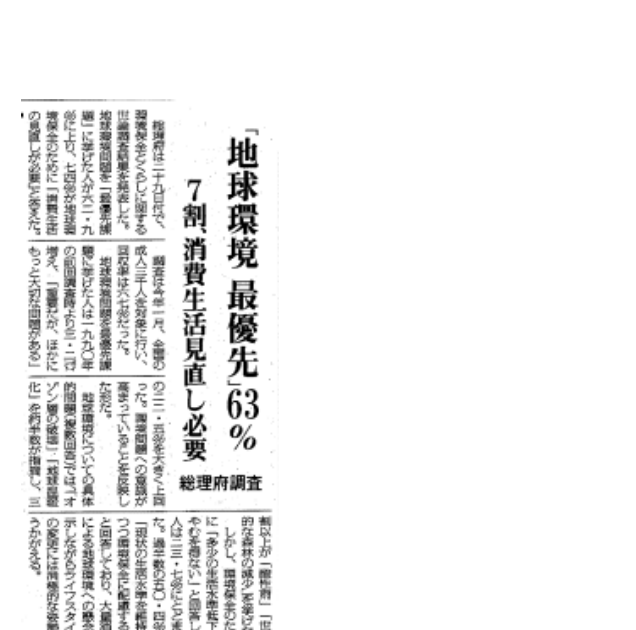 「地球環境 最優先」63%
7割、消費生活見直し必要
総理府調査
総理府は二十九日付で、
環境保全とくらしに関する
世論調査結果を発表した。
地球環境問題を「最優先課
題」に挙げた人が六二・九
％に上り、七四％が地球環
境保全のために「消費生活
の見直しが必要」と答えた。
調査は今年一月、全国の
成人三千人を対象に行い、
回収率は六七％だった。
地球環境問題を最優先課
題に挙げた人は一九九〇年
の前回調査時より三・二㌽
増え、「重要だが、ほかに
もっと大切な問題がある」
の二二・五％を大きく上回
った。環境問題への意識が
高まっていることを反映し
た形だ。
地球環境についての具体
的問題(複数回答)では「オ
ゾン層の破壊」「地球温暖
化」を約半数が指摘し、三
割以上が「酸性雨」「世
的な森林の減少」を挙げた
しかし、環境保全のた
に「多少の生活水準低下
やむを得ない」と回答し
人は二三・七％にとどま
た。過半数の五〇・四％
「現状の生活水準を維持
つつ環境保全に配慮する
と回答しており、大量消
による地球環境への懸念
示しながらライフスタイ
の変更には消極的な姿勢
うかがえる。